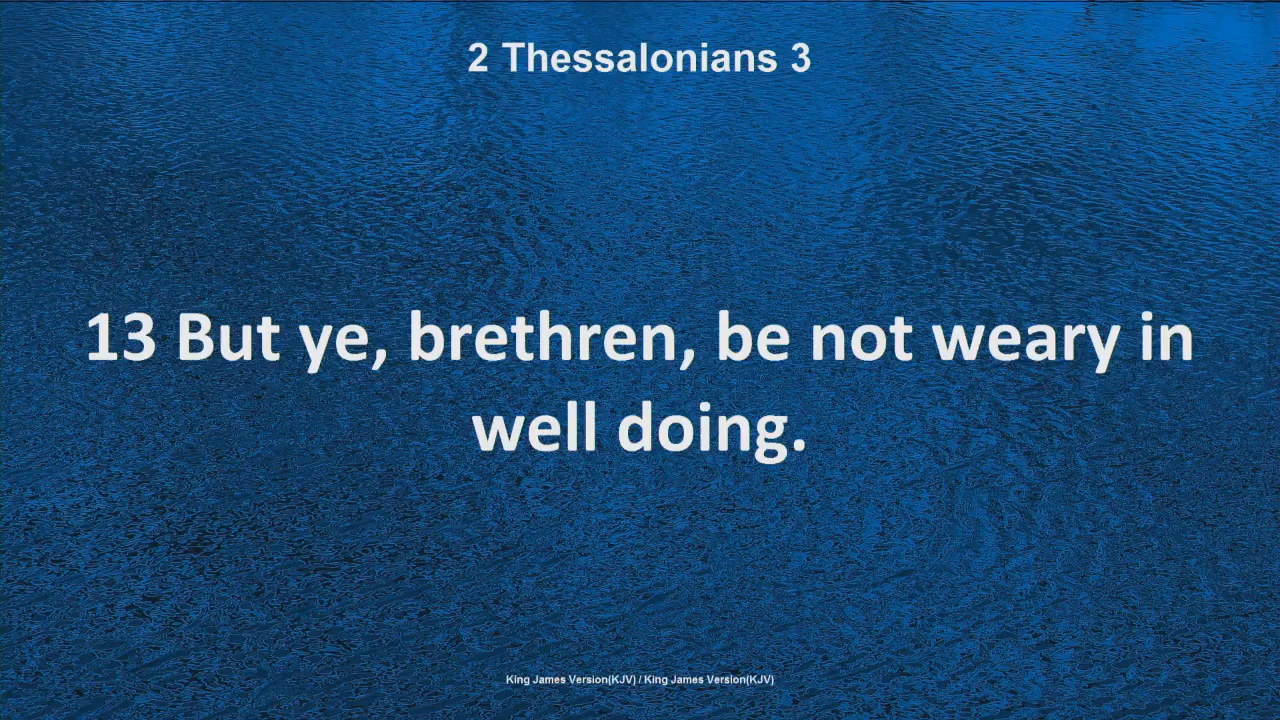 2 Thessalonians 3
13 But ye, brethren, be not weary in
well doing.
King James Version(KJV) / King James Version(KJV)